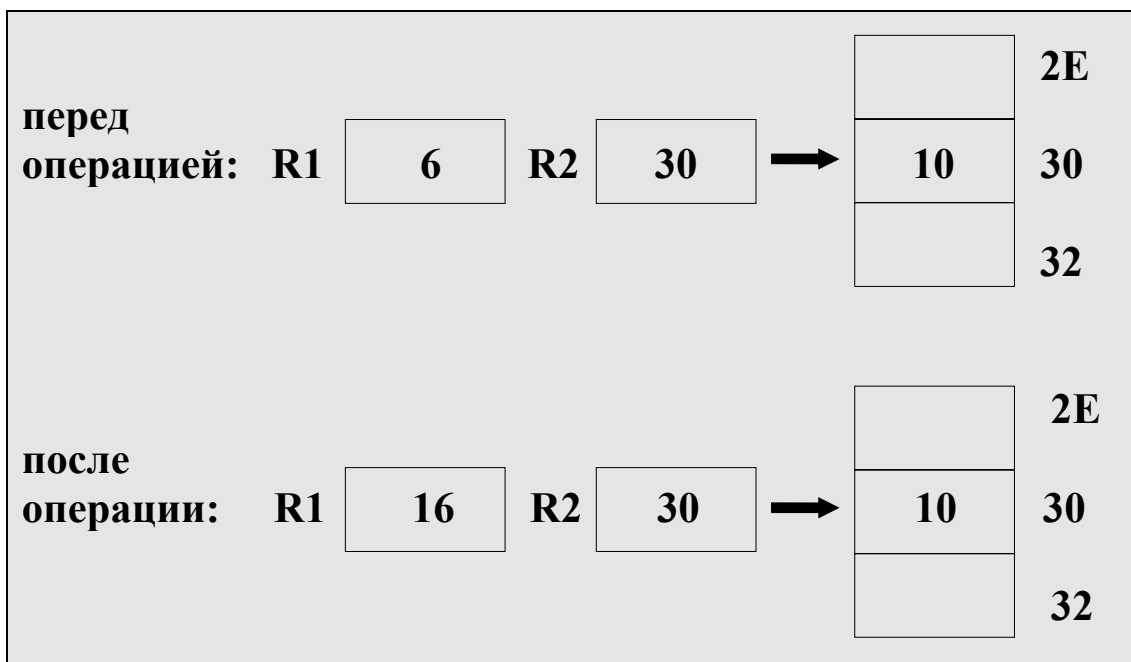 2E
перед
операцией: R1 6 R2 30 10 30
32
2E
после
операции: R1 16 R2 30 10 30
32